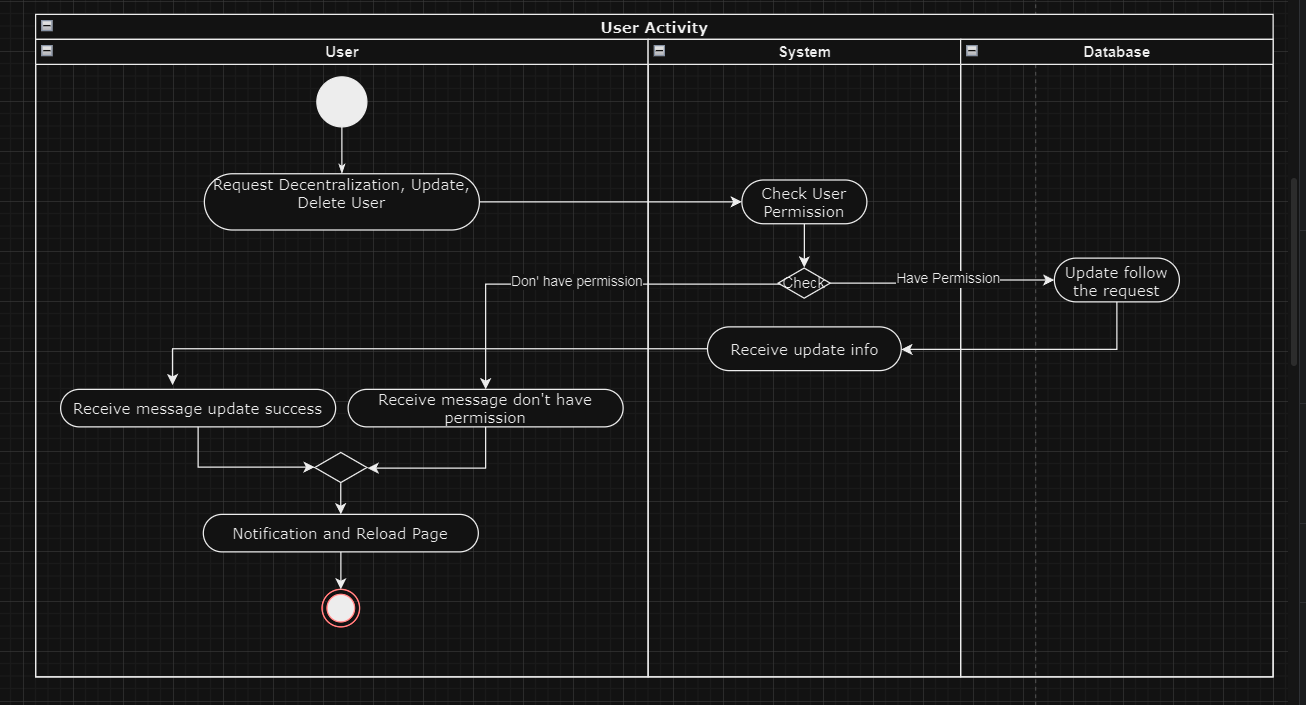 User Activity
User
System
Database
Request Decentralization, Update,
Delete User
Check User
Permission
Don' have permission
Check
Have Permission
Update follow
the request
Receive update info
Receive message update success
Receive message don't have
permission
Notification and Reload Page